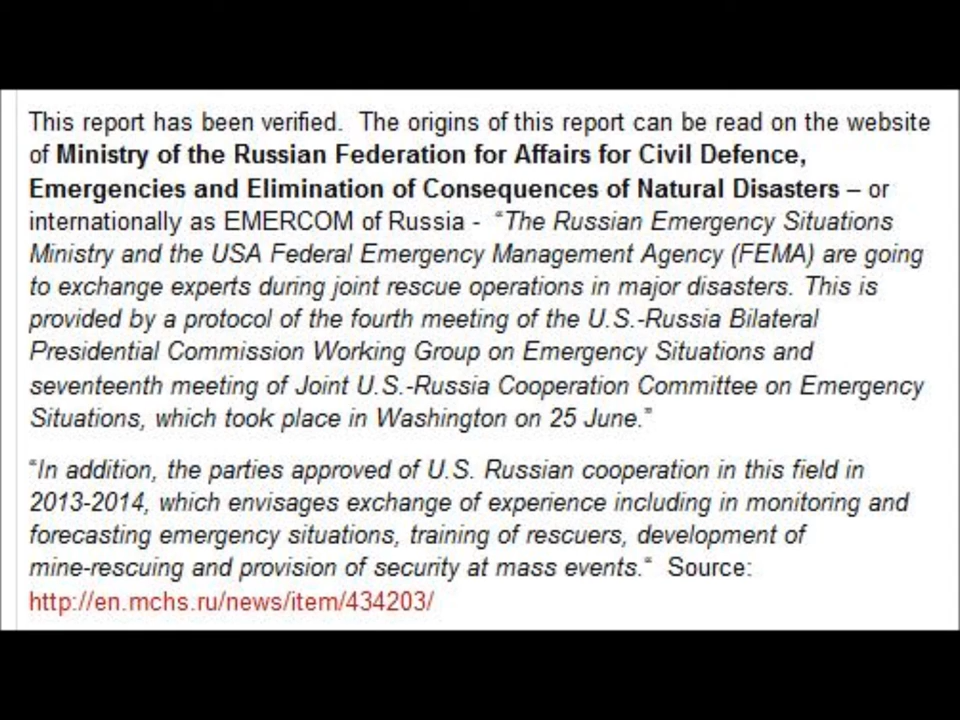 This report has been verified.  The origins of this report can be read on the website
of Ministry of the Russian Federation for Affairs for Civil Defence,
Emergencies and Elimination of Consequences of Natural Disasters – or
internationally as EMERCOM of Russia -  “The Russian Emergency Situations
Ministry and the USA Federal Emergency Management Agency (FEMA) are going
to exchange experts during joint rescue operations in major disasters. This is
provided by a protocol of the fourth meeting of the U.S.-Russia Bilateral
Presidential Commission Working Group on Emergency Situations and
seventeenth meeting of Joint U.S.-Russia Cooperation Committee on Emergency
Situations, which took place in Washington on 25 June.”
“In addition, the parties approved of U.S. Russian cooperation in this field in
2013-2014, which envisages exchange of experience including in monitoring and
forecasting emergency situations, training of rescuers, development of
mine-rescuing and provision of security at mass events.“  Source:
http://en.mchs.ru/news/item/434203/